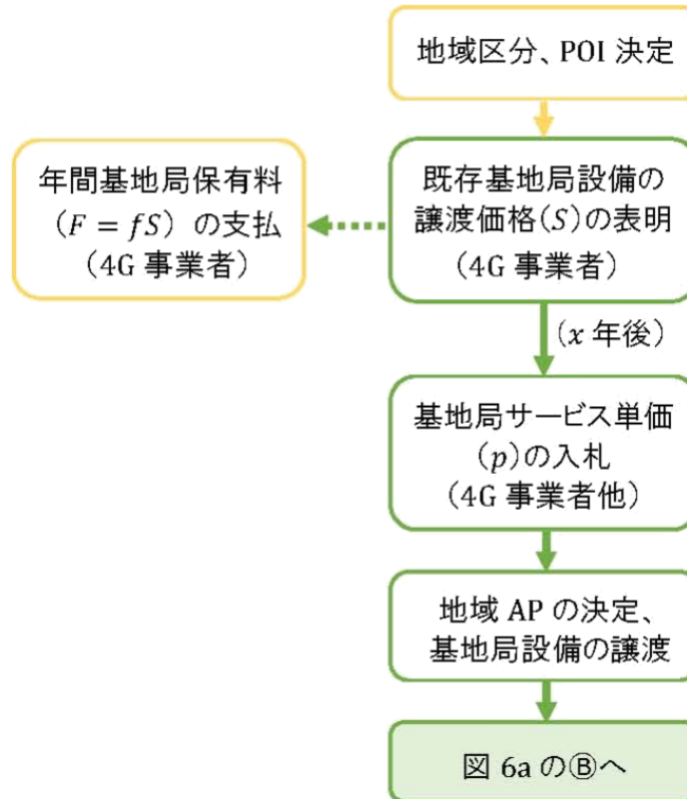 地域区分、POI 決定
年間基地局保有料
（F = fS）の支払
（4G 事業者）
既存基地局設備の
譲渡価格(S)の表明
（4G 事業者）
（x 年後）
基地局サービス単価
(p)の入札
（4G 事業者他）
地域 AP の決定、
基地局設備の譲渡
図 6a のⒷへ